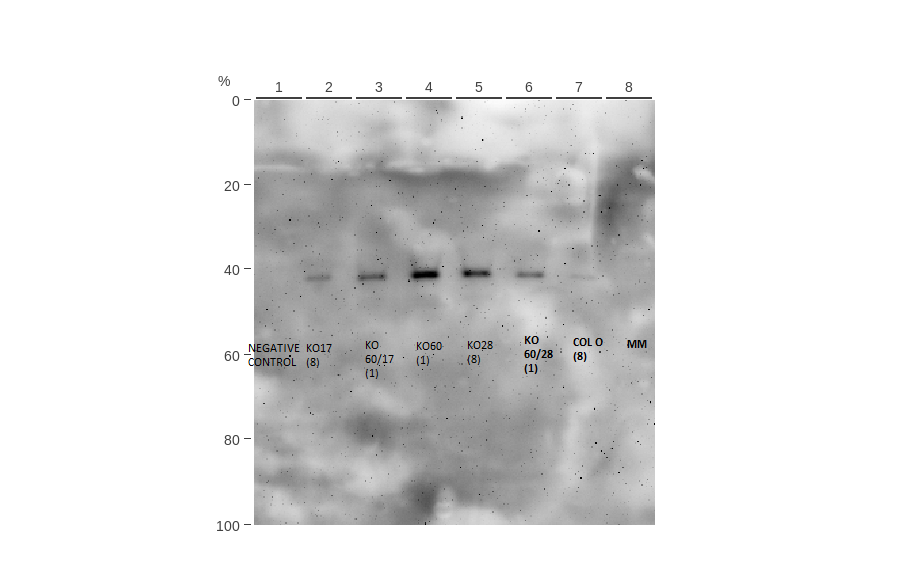 %
1 2 3 4 5 6 7 8
0
20
40
60
80
100
NEGATIVE
CONTROL
KO17
(8)
KO
60/17
(1)
KO60
(1)
KO28
(8)
KO
60/28
(1)
COL O
(8)
MM